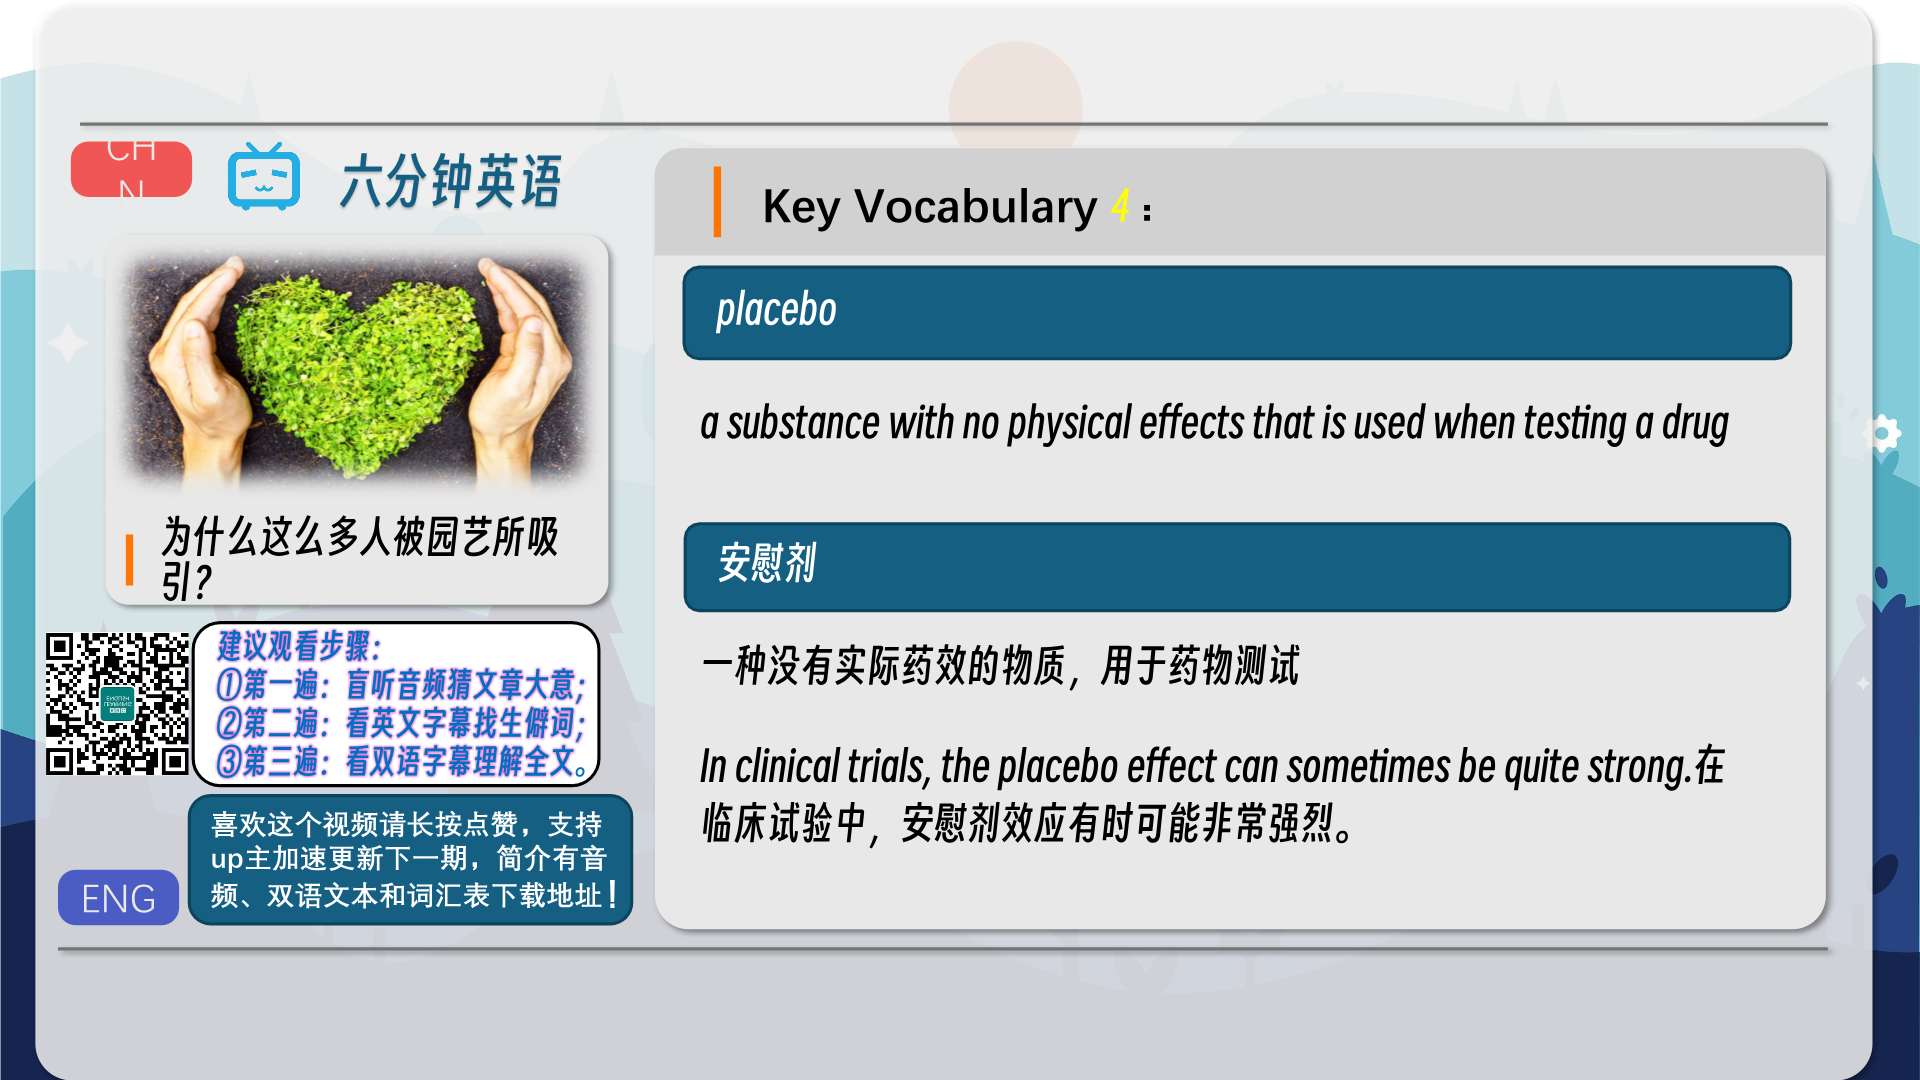 CH
N
六分钟英语
为什么这么多人被园艺所吸
引？
建议观看步骤：
①第一遍：盲听音频猜文章大意；
②第二遍：看英文字幕找生僻词；
③第三遍：看双语字幕理解全文。
喜欢这个视频请长按点赞，支持
up主加速更新下一期，简介有音
频、双语文本和词汇表下载地址！
ENG
Key Vocabulary 4：
placebo
a substance with no physical effects that is used when testing a drug
安慰剂
一种没有实际药效的物质，用于药物测试
In clinical trials, the placebo effect can sometimes be quite strong.在
临床试验中，安慰剂效应有时可能非常强烈。